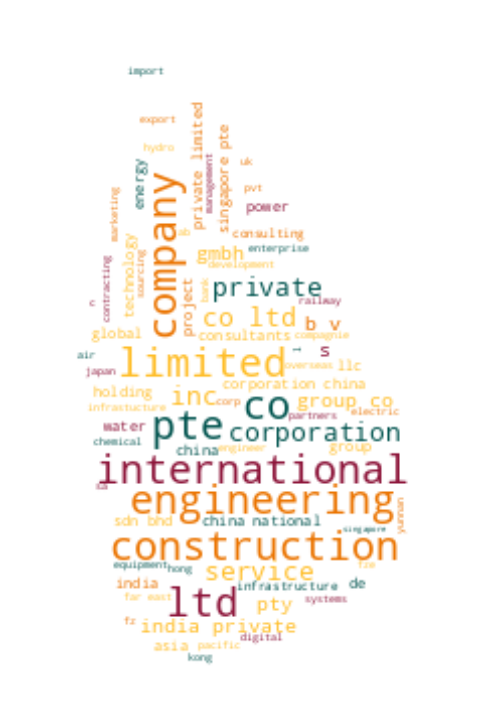 import
export
hydro
uk
energy
private limited
management
singapore pte
pvt
marketing
company
power
ab
consulting
technology
sourcing
gmbh
enterprise
development
contracting
project
bank
private
c
railway
co ltd
b v
global
consultants
compagnie
air
limited
l
s
overseas
llc
japan
corporation china
holding
inc
corp
co
group co
infrastucture
partners
electric
water
pte
corporation
chemical
china
engineer
group
international
sa
engineering
yunnan
sdn bhd
china national
singapore
construction
equipment
hong
service
fze
india
infrastructure
de
far east
ltd
pty
systems
fz
india private
digital
asia
pacific
kong